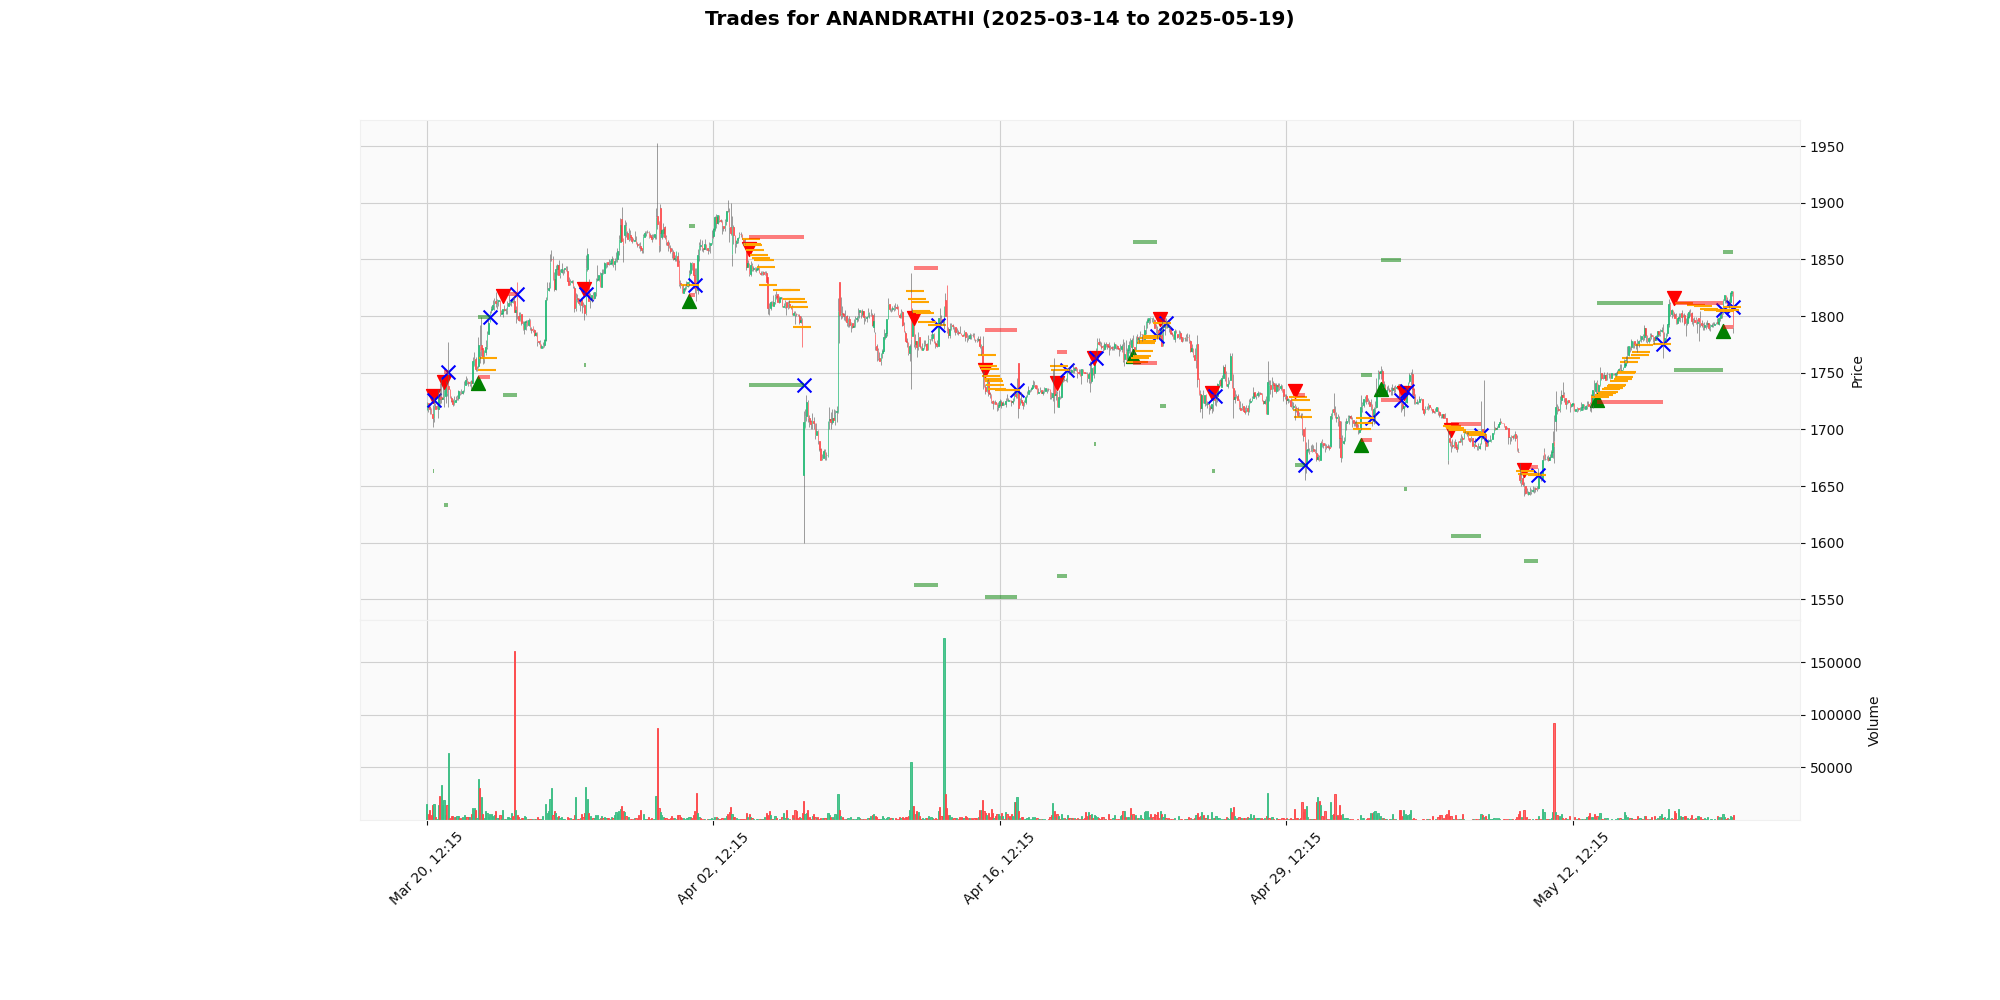 Trades for ANANDRATHI (2025-03-14 to 2025-05-19)
1950
1900
1850
1800
1750
1700
1650
1600
1550
Price
150000
100000
50000
Volume
Mar 20, 12:15
Apr 02, 12:15
Apr 16, 12:15
Apr 29, 12:15
May 12, 12:15